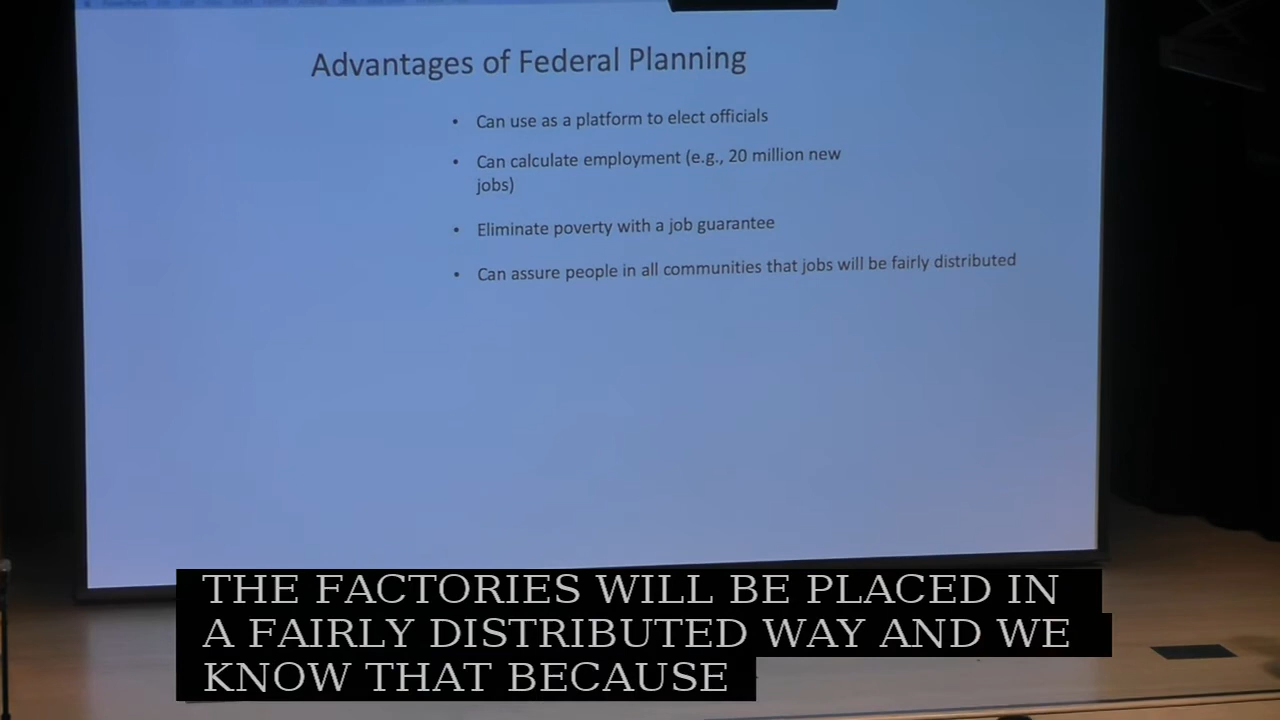 Advantages of Federal Planning
• Can use as a platform to elect officials
• Can calculate employment (e.g., 20 million new
jobs)
• Eliminate poverty with a job guarantee
• Can assure people in all communities that jobs will be fairly distributed
THE FACTORIES WILL BE PLACED IN
A FAIRLY DISTRIBUTED WAY AND WE
KNOW THAT BECAUSE